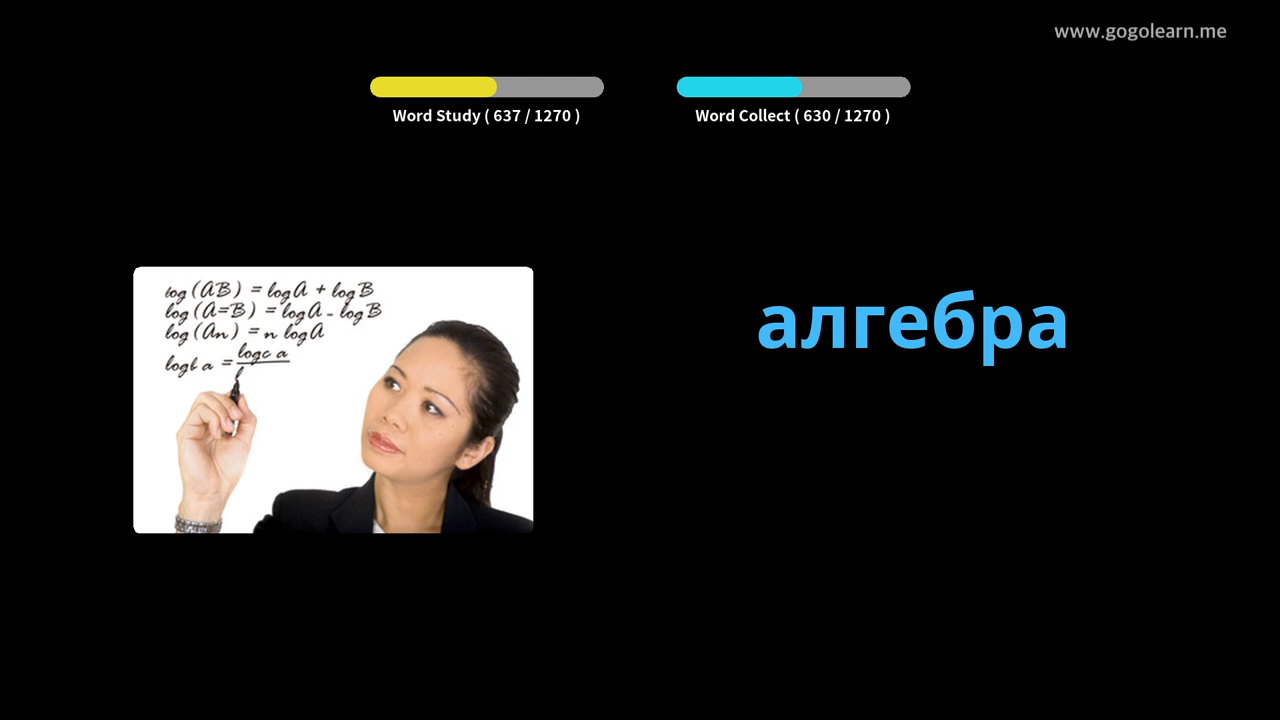 www.gogolearn.me
Word Study ( 637 / 1270 )
Word Collect ( 630 / 1270 )
log (AB) = log A + log B
log (A=B) = log A - log B
log (An) = n log A
logb a = logc a
алгебра